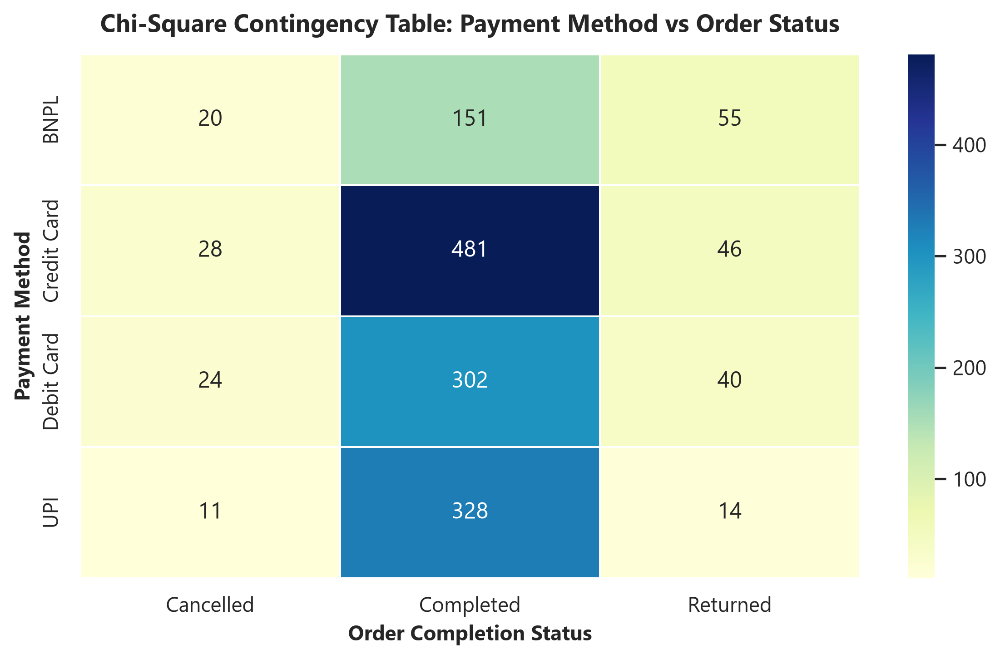 Chi-Square Contingency Table: Payment Method vs Order Status
Payment Method
BNPL
20
151
55
Credit Card
28
481
46
Debit Card
24
302
40
UPI
11
328
14
Cancelled
Completed
Returned
Order Completion Status
400
300
200
100